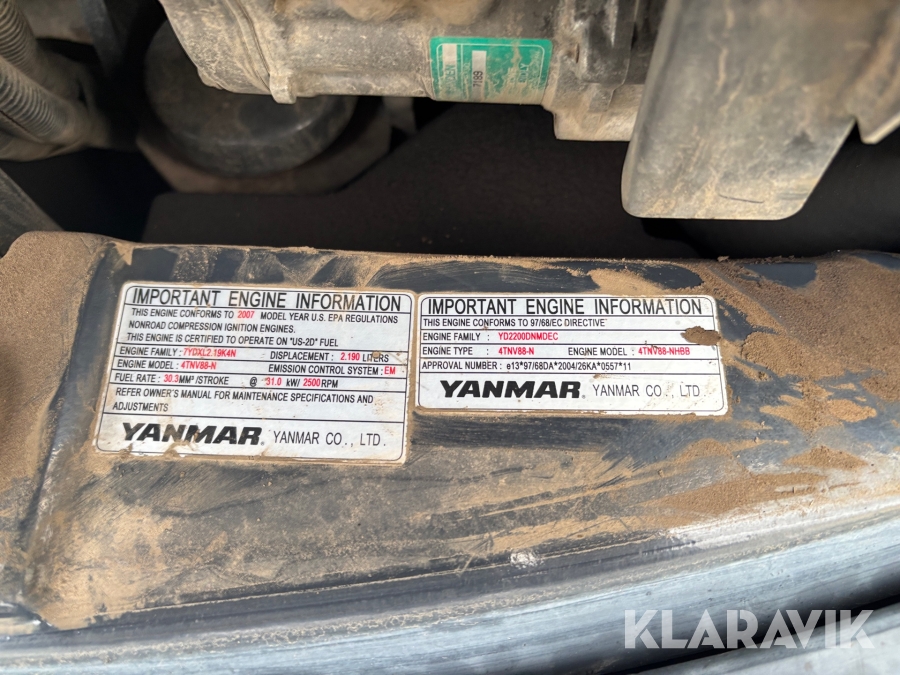 IMPORTANT ENGINE INFORMATION
THIS ENGINE CONFORMS TO 2007 MODEL YEAR U.S. EPA REGULATIONS
NONROAD COMPRESSION IGNITION ENGINES.
THIS ENGINE IS CERTIFIED TO OPERATE ON "US-2D" FUEL
ENGINE FAMILY : 7YDXL2.19K4N DISPLACEMENT : 2.190 LITERS
ENGINE MODEL : 4TNV88-N EMISSION CONTROL SYSTEM : EM
FUEL RATE : 30.3 MM³/STROKE @ 31.0 kW/ 2500 RPM
REFER OWNER'S MANUAL FOR MAINTENANCE SPECIFICATIONS AND
ADJUSTMENTS
YANMAR. YANMAR CO., LTD.
IMPORTANT ENGINE INFORMATION
THIS ENGINE CONFORMS TO 97/68/EC DIRECTIVE
ENGINE FAMILY : YD2200DNMDEC
ENGINE TYPE : 4TNV88-N ENGINE MODEL : 4TNV88-NHBB
APPROVAL NUMBER : e13*97/68DA*2004/26KA*0557*11
YANMAR. YANMAR CO., LTD.
KLARAVIK